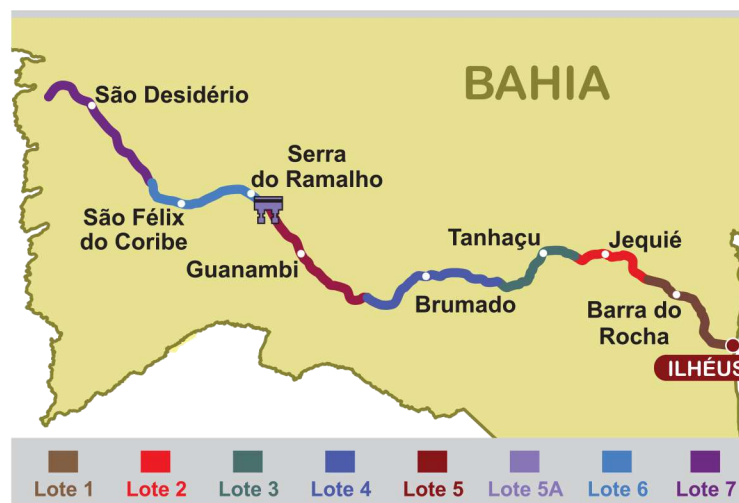 BAHIA
São Desidério
Serra
do Ramalho
São Félix
do Coribe
Guanambi
Tanhaçu
Jequié
Brumado
Barra do
Rocha
ILHÉUS
Lote 1
Lote 2
Lote 3
Lote 4
Lote 5
Lote 5A
Lote 6
Lote 7